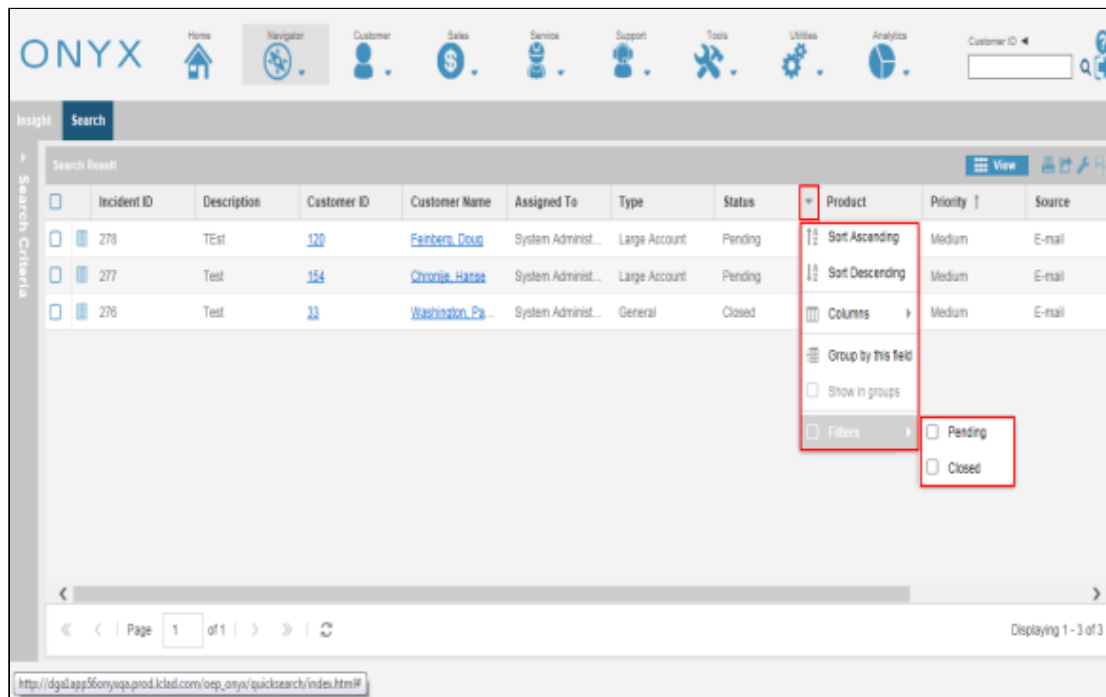 ONYX
Home Navigator Customer Sales Service Support Tools Utilities Analytics Customer ID
Insight Search
Search Criteria
Search Result View
Incident ID Description Customer ID Customer Name Assigned To Type Status Product Priority Source
278 TEst 120 Feinberg, Doug System Administ... Large Account Pending Medium E-mail
277 Test 154 Chronije, Hanse System Administ... Large Account Pending Medium E-mail
276 Test 33 Washington, Pa... System Administ... General Closed Medium E-mail
Sort Ascending
Sort Descending
Columns
Group by this field
Show in groups
Filters
Pending
Closed
Page 1 of 1 Displaying 1 - 3 of 3